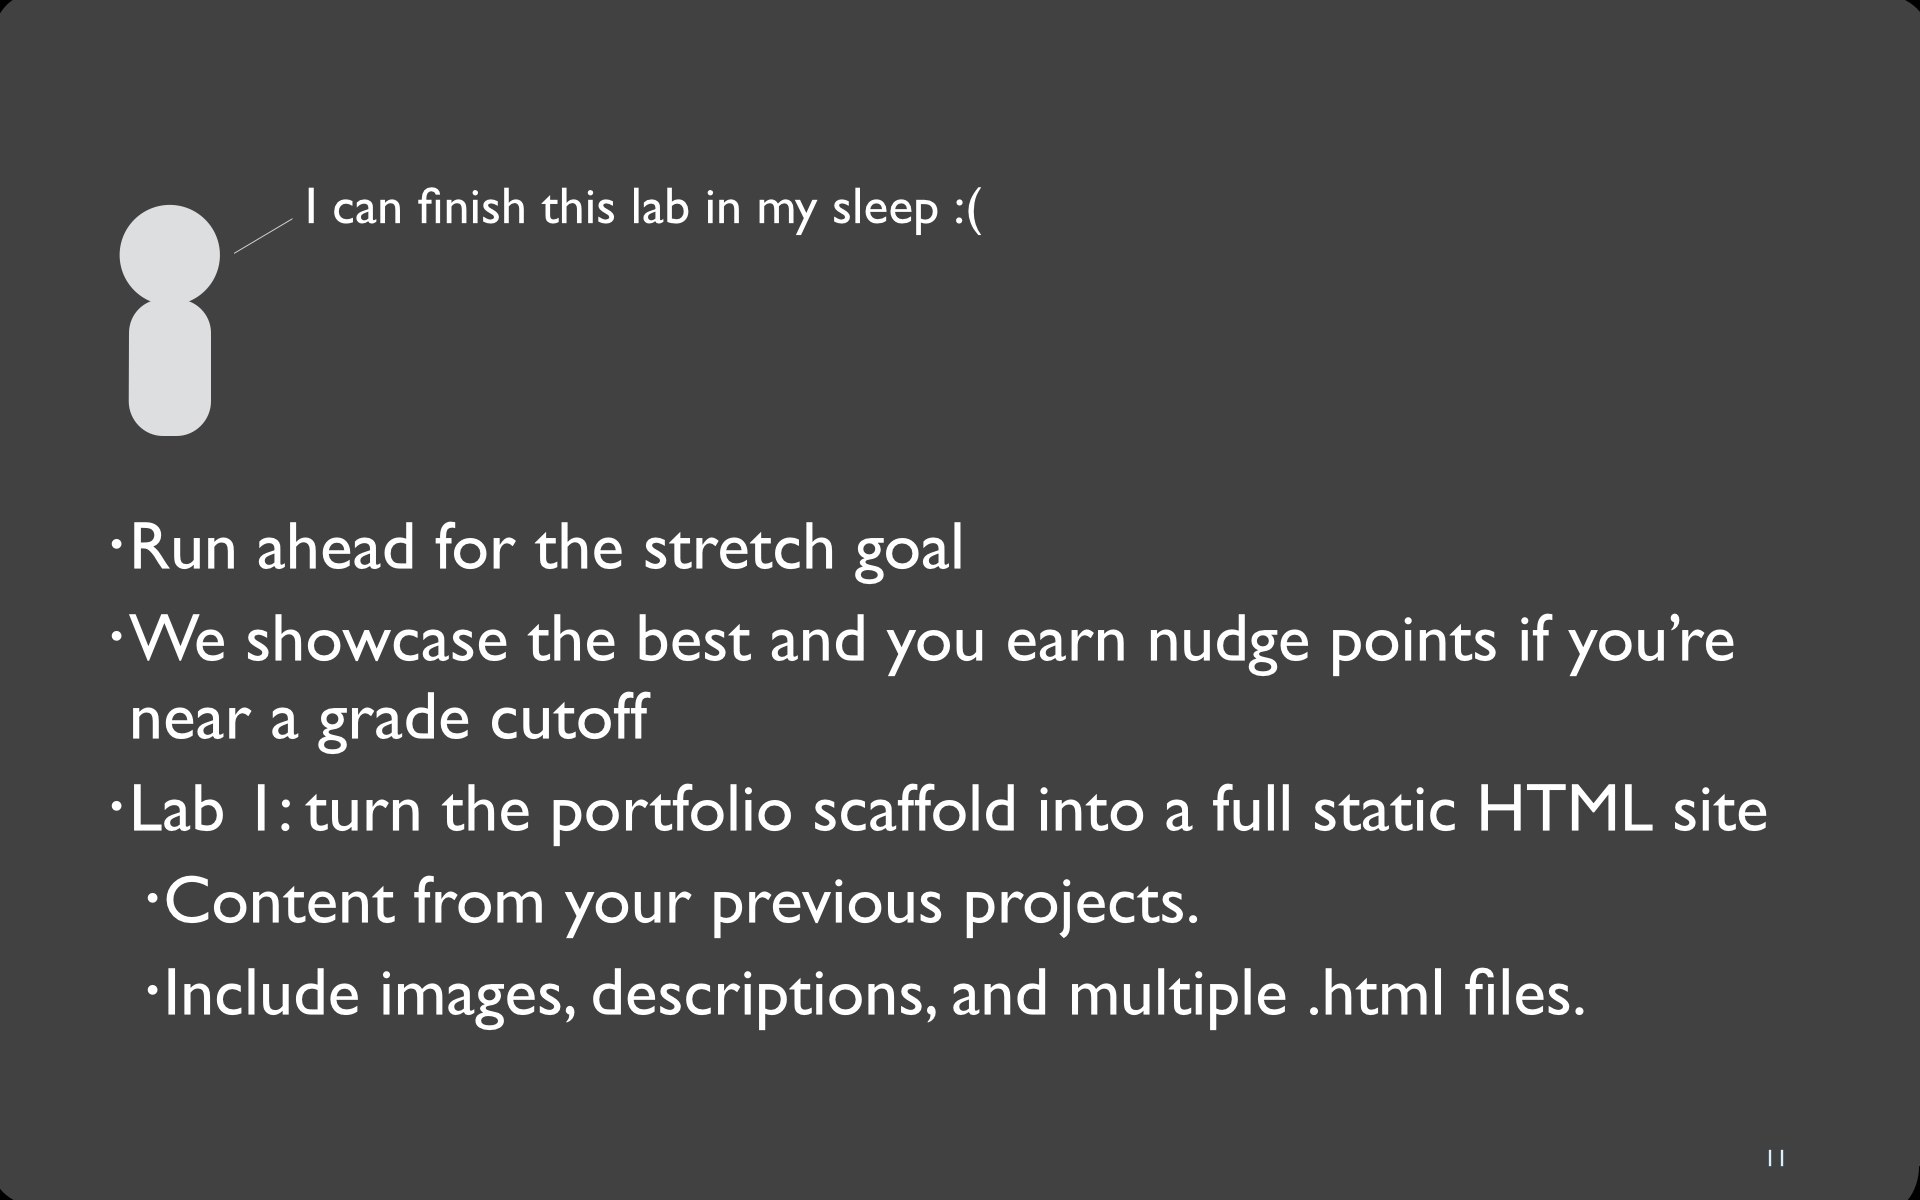 I can finish this lab in my sleep :(
•Run ahead for the stretch goal
•We showcase the best and you earn nudge points if you’re
near a grade cutoff
•Lab 1: turn the portfolio scaffold into a full static HTML site
•Content from your previous projects.
•Include images, descriptions, and multiple .html files.
11